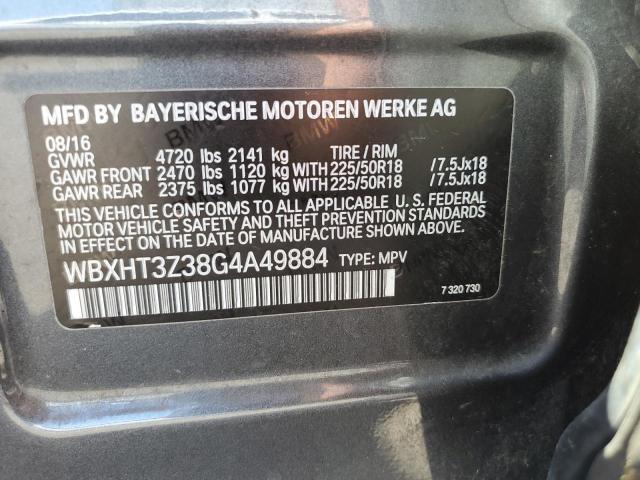 MFD BY BAYERISCHE MOTOREN WERKE AG
08/16
GVWR 4720 lbs 2141 kg TIRE / RIM
GAWR FRONT 2470 lbs 1120 kg WITH 225/50R18 /7.5Jx18
GAWR REAR 2375 lbs 1077 kg WITH 225/50R18 /7.5Jx18
THIS VEHICLE CONFORMS TO ALL APPLICABLE U. S. FEDERAL
MOTOR VEHICLE SAFETY AND THEFT PREVENTION STANDARDS
IN EFFECT ON THE DATE OF MANUFACTURE SHOWN ABOVE.
WBXHT3Z38G4A49884 TYPE: MPV
7 320 730